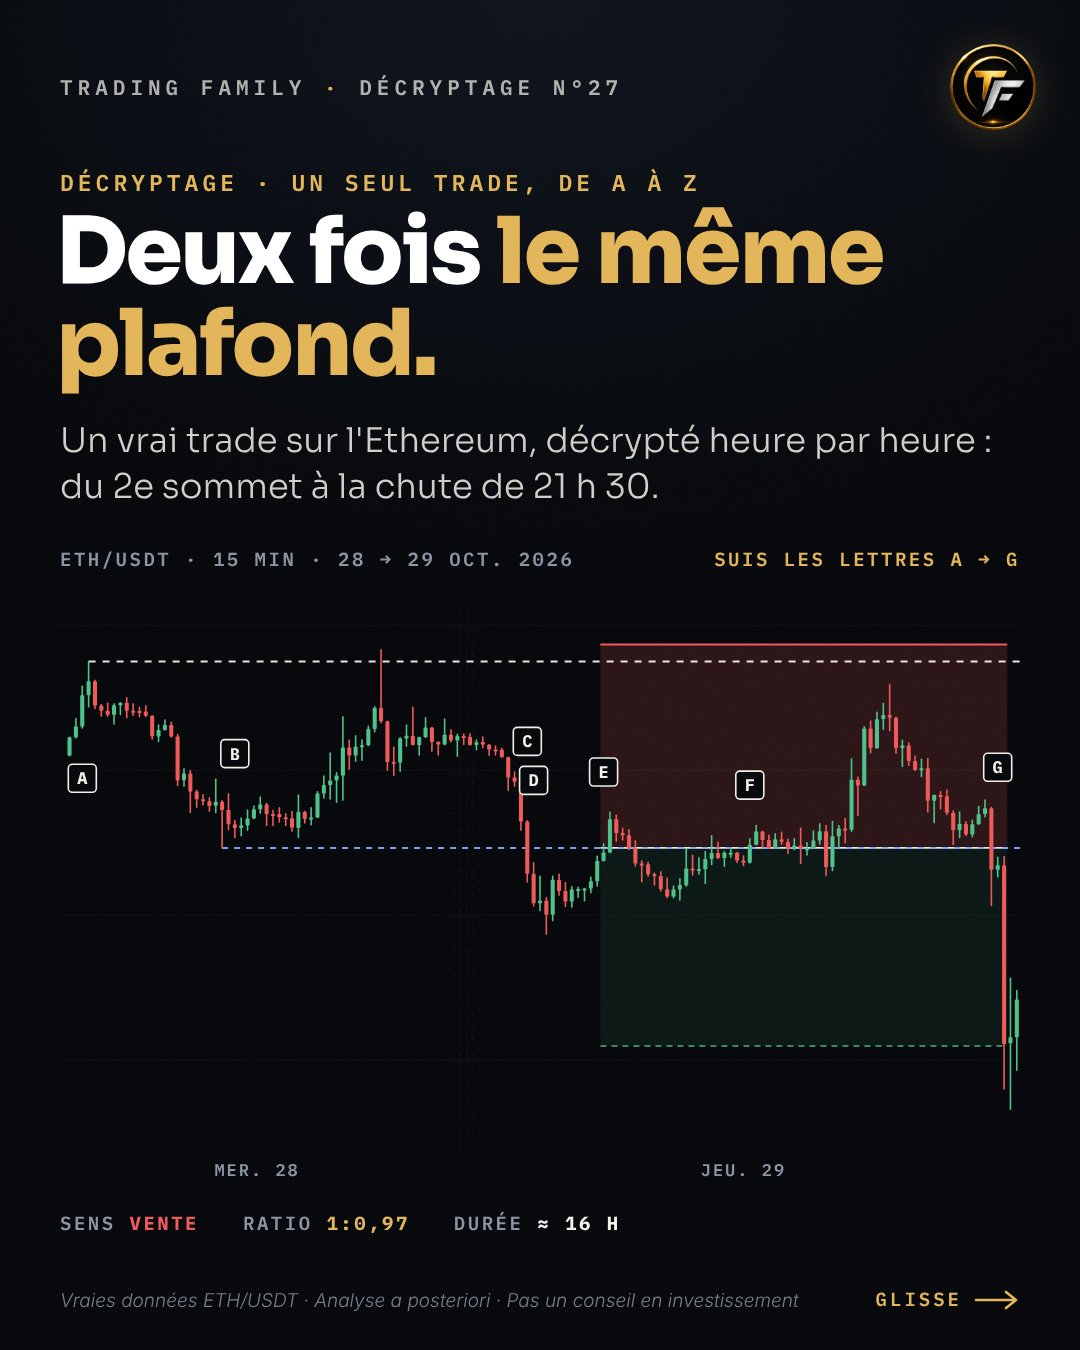 TRADING FAMILY · DÉCRYPTAGE N°27
TF
DÉCRYPTAGE · UN SEUL TRADE, DE A À Z
Deux fois le même
plafond.
Un vrai trade sur l'Ethereum, décrypté heure par heure :
du 2e sommet à la chute de 21 h 30.
ETH/USDT · 15 MIN · 28 → 29 OCT. 2026
SUIS LES LETTRES A → G
A
B
C
D
E
F
G
MER. 28
JEU. 29
SENS VENTE RATIO 1:0,97 DURÉE ≈ 16 H
Vraies données ETH/USDT · Analyse a posteriori · Pas un conseil en investissement
GLISSE →